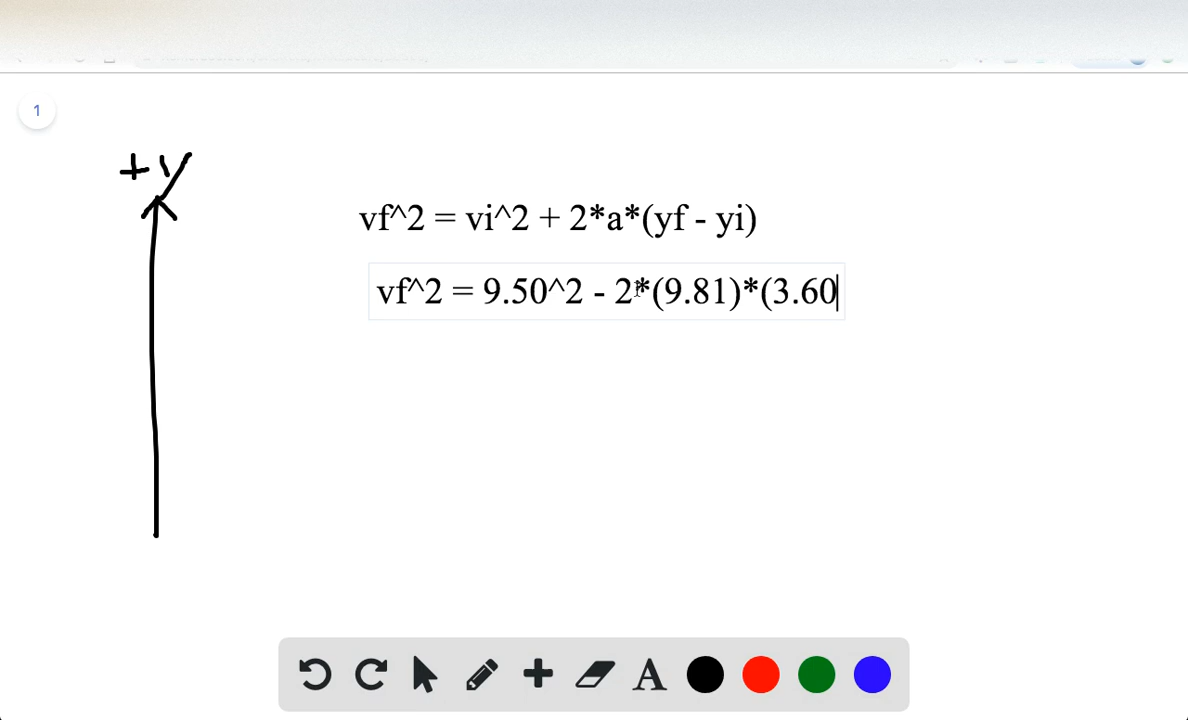 1
+y
vf^2 = vi^2 + 2*a*(yf - yi)
vf^2 = 9.50^2 - 2*(9.81)*(3.60
A